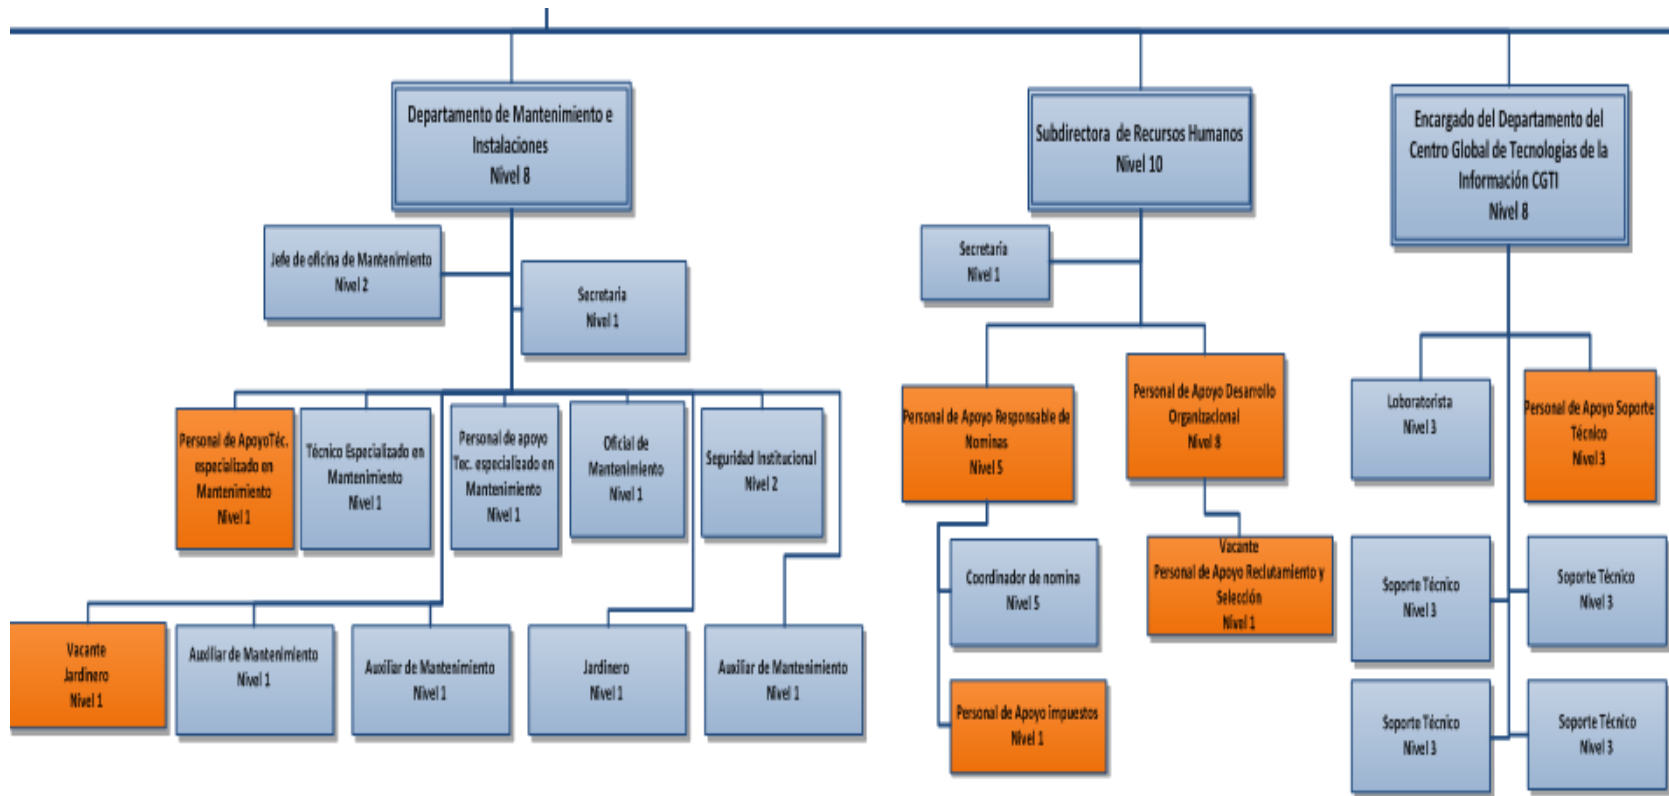 Departamento de Mantenimiento e
Instalaciones
Nivel 8
Subdirectora de Recursos Humanos
Nivel 10
Encargado del Departamento del
Centro Global de Tecnologias de la
Información CGTI
Nivel 8
Jefe de oficina de Mantenimiento
Nivel 2
Secretaria
Nivel 1
Secretaria
Nivel 1
Personal de ApoyoTéc.
especializado en
Mantenimiento
Nivel 1
Técnico Especializado en
Mantenimiento
Nivel 1
Personal de apoyo
Tec. especializado en
Mantenimiento
Nivel 1
Oficial de
Mantenimiento
Nivel 1
Seguridad Institucional
Nivel 2
Personal de Apoyo Responsable de
Nominas
Nivel 5
Personal de Apoyo Desarrollo
Organizacional
Nivel 8
Loboratorista
Nivel 3
Personal de Apoyo Soporte
Técnico
Nivel 3
Vacante
Jardinero
Nivel 1
Auxiliar de Mantenimiento
Nivel 1
Auxiliar de Mantenimiento
Nivel 1
Jardinero
Nivel 1
Auxiliar de Mantenimiento
Nivel 1
Coordinador de nomina
Nivel 5
Vacante
Personal de Apoyo Reclutamiento y
Selección
Nivel 1
Soporte Técnico
Nivel 3
Soporte Técnico
Nivel 3
Personal de Apoyo impuestos
Nivel 1
Soporte Técnico
Nivel 3
Soporte Técnico
Nivel 3